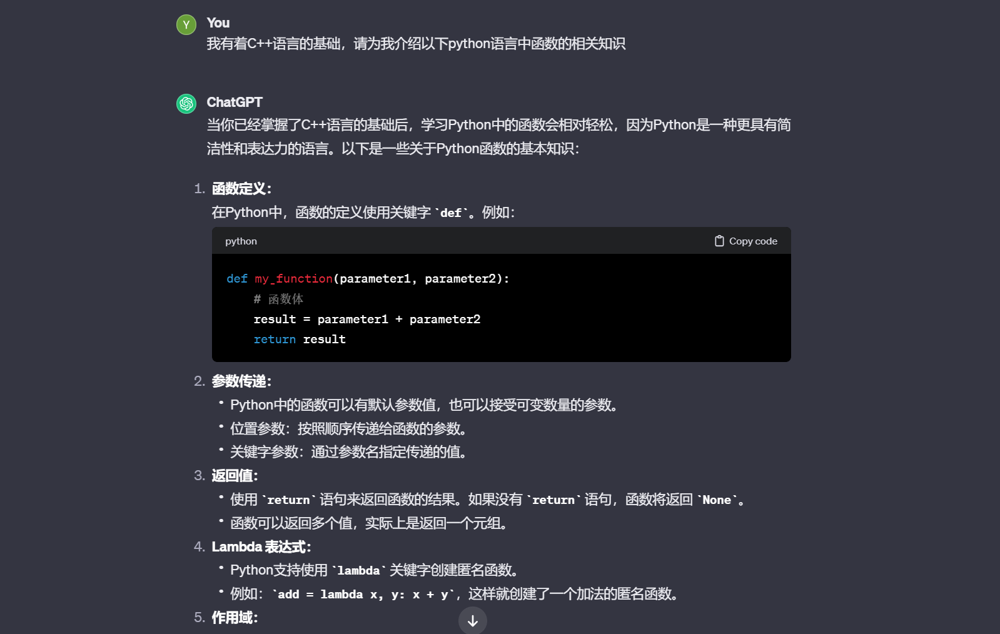 Y
You
我有着C++语言的基础，请为我介绍以下python语言中函数的相关知识
ChatGPT
当你已经掌握了C++语言的基础后，学习Python中的函数会相对轻松，因为Python是一种更具有简
洁性和表达力的语言。以下是一些关于Python函数的基本知识：
1. 函数定义：
在Python中，函数的定义使用关键字 `def`。例如：
python
Copy code
def my_function(parameter1, parameter2):
    # 函数体
    result = parameter1 + parameter2
    return result
2. 参数传递：
• Python中的函数可以有默认参数值，也可以接受可变数量的参数。
• 位置参数：按照顺序传递给函数的参数。
• 关键字参数：通过参数名指定传递的值。
3. 返回值：
• 使用 `return` 语句来返回函数的结果。如果没有 `return` 语句，函数将返回 `None`。
• 函数可以返回多个值，实际上是返回一个元组。
4. Lambda 表达式：
• Python支持使用 `lambda` 关键字创建匿名函数。
• 例如：`add = lambda x, y: x + y`，这样就创建了一个加法的匿名函数。
5. 作用域：